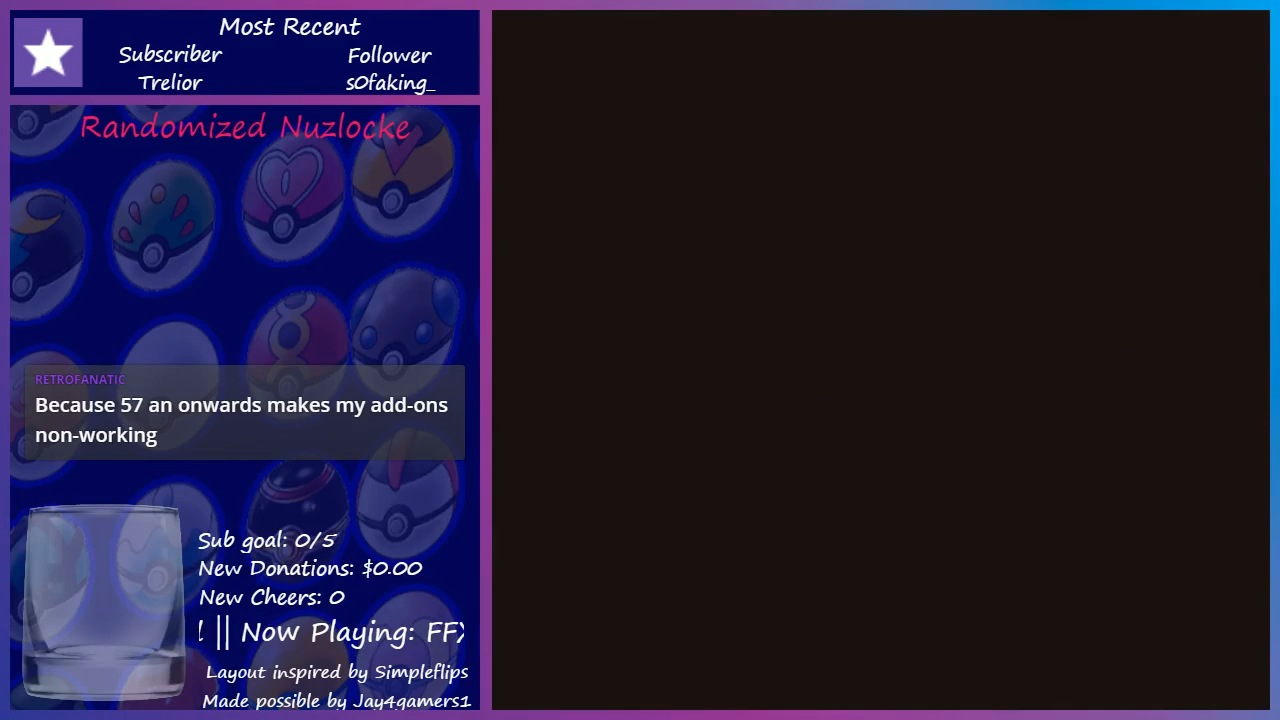 Most Recent
Subscriber
Follower
Trelior
s0faking_
Randomized Nuzlocke
RETROFANATIC
Because 57 an onwards makes my add-ons
non-working
Sub goal: 0/5
New Donations: $0.00
New Cheers: 0
|| Now Playing: FF
Layout inspired by Simpleflips
Made possible by Jay4gamers1